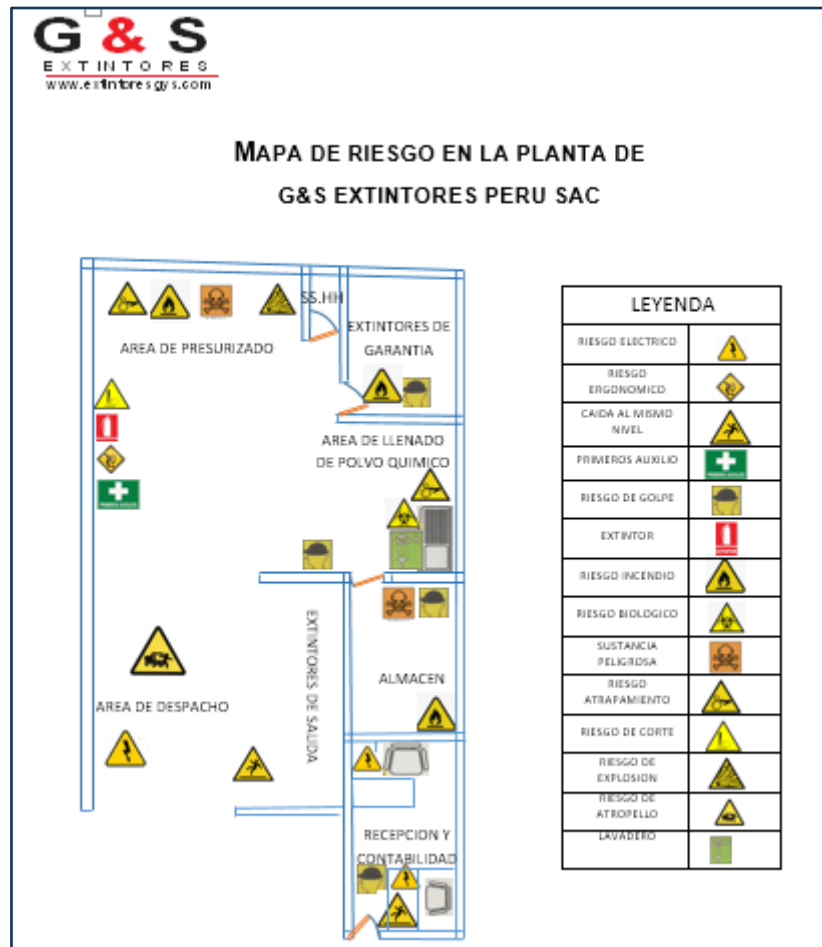 G & S
EXTINTORES
www.extintoresgys.com
MAPA DE RIESGO EN LA PLANTA DE
G&S EXTINTORES PERU SAC
SS.HH
EXTINTORES DE
GARANTIA
AREA DE PRESURIZADO
AREA DE LLENADO
DE POLVO QUIMICO
PRIMEROS AUXILIO
EXTINTORES DE SALIDA
ALMACEN
AREA DE DESPACHO
RECEPCION Y
CONTABILIDAD
LEYENDA
RIESGO ELECTRICO
RIESGO
ERGONOMICO
CAIDA AL MISMO
NIVEL
PRIMEROS AUXILIO
RIESGO DE GOLPE
EXTINTOR
RIESGO INCENDIO
RIESGO BIOLOGICO
SUSTANCIA
PELIGROSA
RIESGO
ATRAPAMIENTO
RIESGO DE CORTE
RIESGO DE
EXPLOSION
RIESGO DE
ATROPELLO
LAVADERO